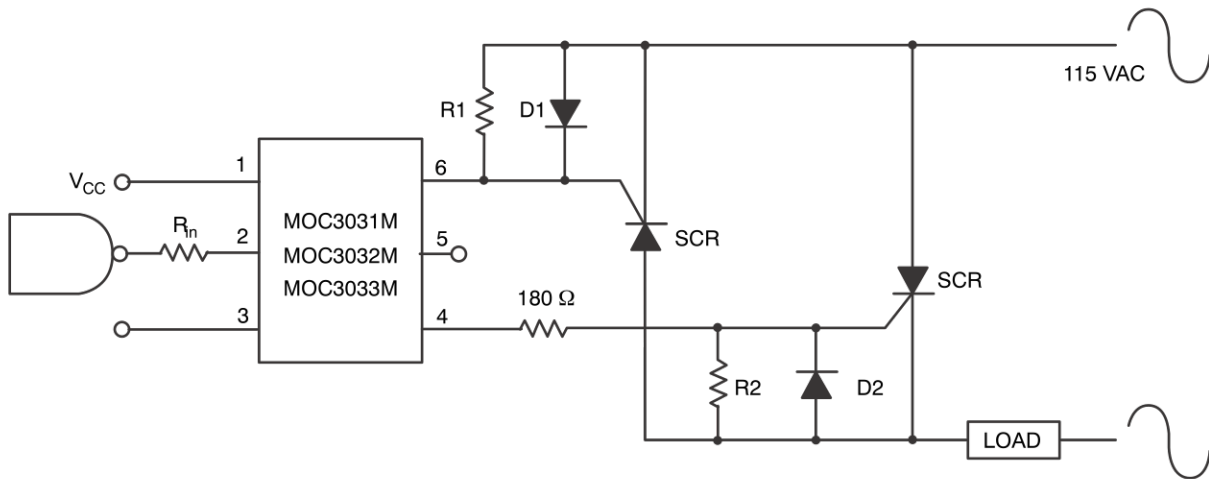 115 VAC
R1
D1
1
6
VCC
Rin
2
MOC3031M
MOC3032M
MOC3033M
5
SCR
SCR
3
4
180 Ω
R2
D2
LOAD